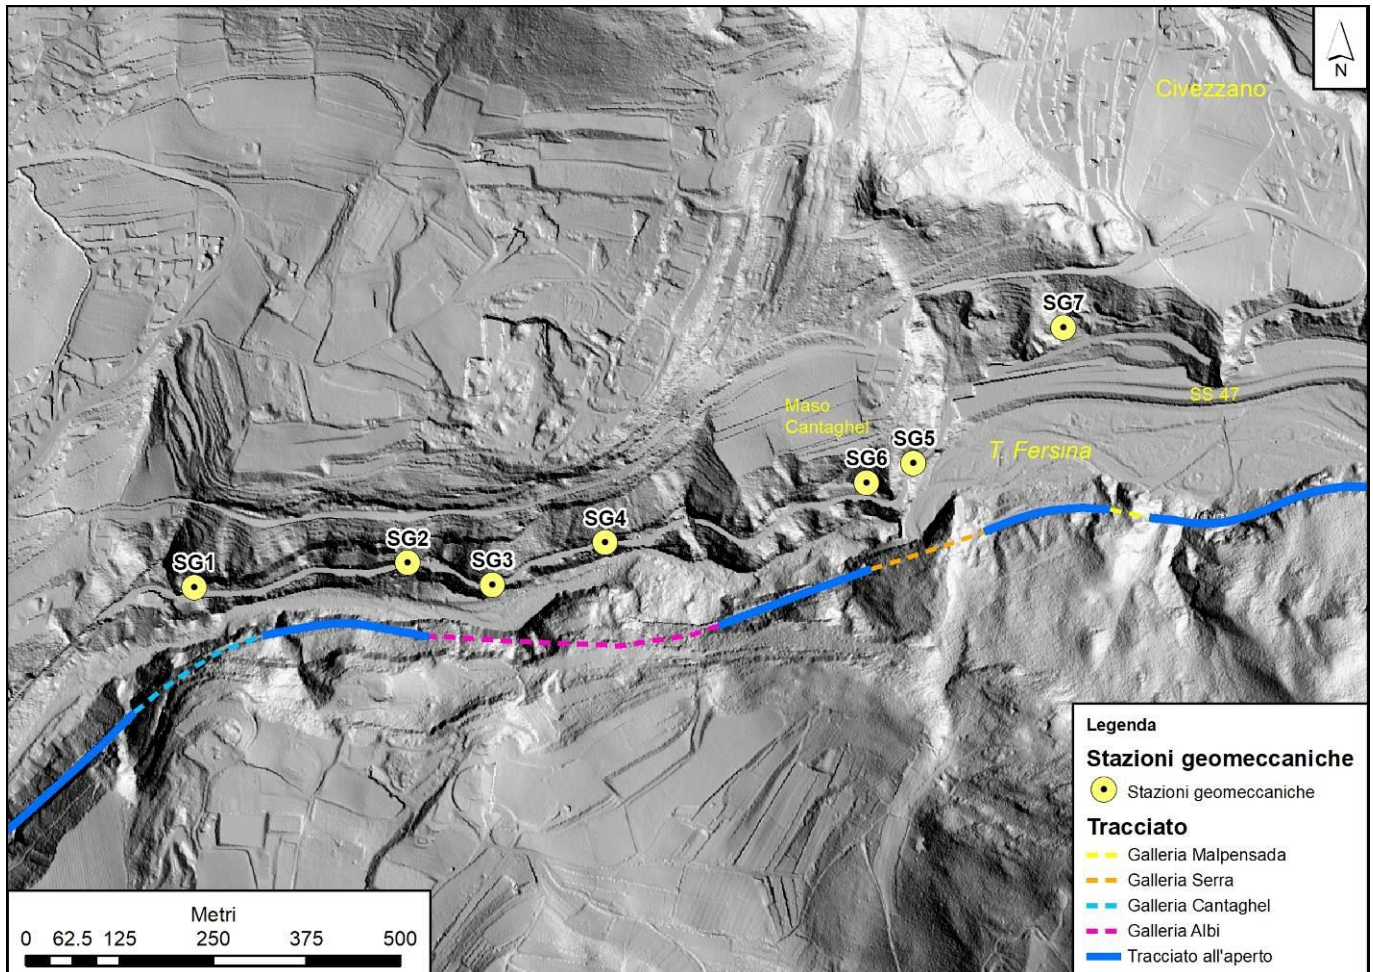 N
Civezzano
SG7
SS 47
Maso
Cantaghel
SG5
T. Fersina
SG6
SG4
SG2
SG3
SG1
Legenda
Stazioni geomeccaniche
Stazioni geomeccaniche
Tracciato
Galleria Malpensada
Galleria Serra
Galleria Cantaghel
Galleria Albi
Tracciato all'aperto
Metri
0 62.5 125 250 375 500